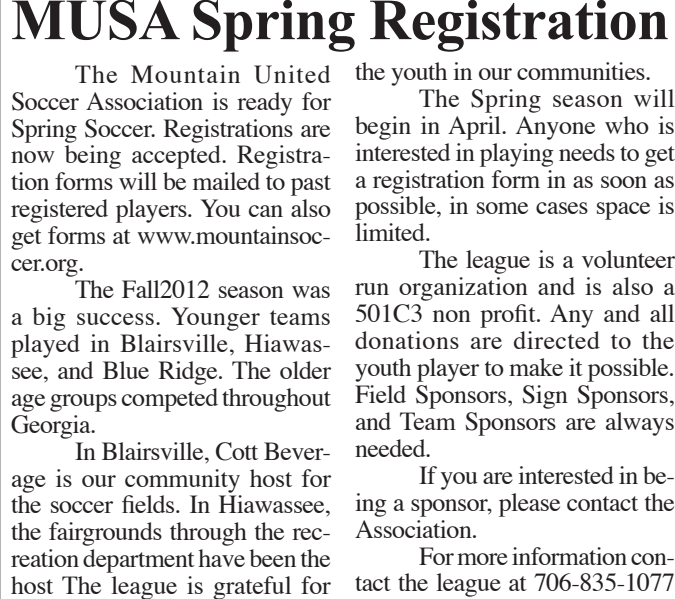 MUSA Spring Registration
The Mountain United
Soccer Association is ready for
Spring Soccer. Registrations are
now being accepted. Registra-
tion forms will be mailed to past
registered players. You can also
get forms at www.mountainsoc-
cer.org.
The Fall2012 season was
a big success. Younger teams
played in Blairsville, Hiawas-
see, and Blue Ridge. The older
age groups competed throughout
Georgia.
In Blairsville, Cott Bever-
age is our community host for
the soccer fields. In Hiawassee,
the fairgrounds through the rec-
reation department have been the
host The league is grateful for
the youth in our communities.
The Spring season will
begin in April. Anyone who is
interested in playing needs to get
a registration form in as soon as
possible, in some cases space is
limited.
The league is a volunteer
run organization and is also a
501C3 non profit. Any and all
donations are directed to the
youth player to make it possible.
Field Sponsors, Sign Sponsors,
and Team Sponsors are always
needed.
If you are interested in be-
ing a sponsor, please contact the
Association.
For more information con-
tact the league at 706-835-1077